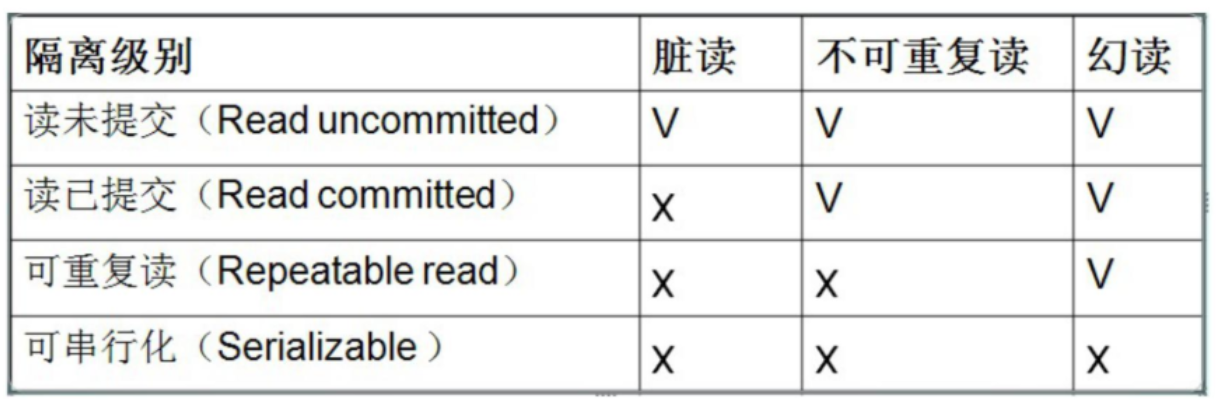 隔离级别 脏读 不可重复读 幻读
读未提交（Read uncommitted） V V V
读已提交（Read committed） x V V
可重复读（Repeatable read） x x V
可串行化（Serializable ） x x x